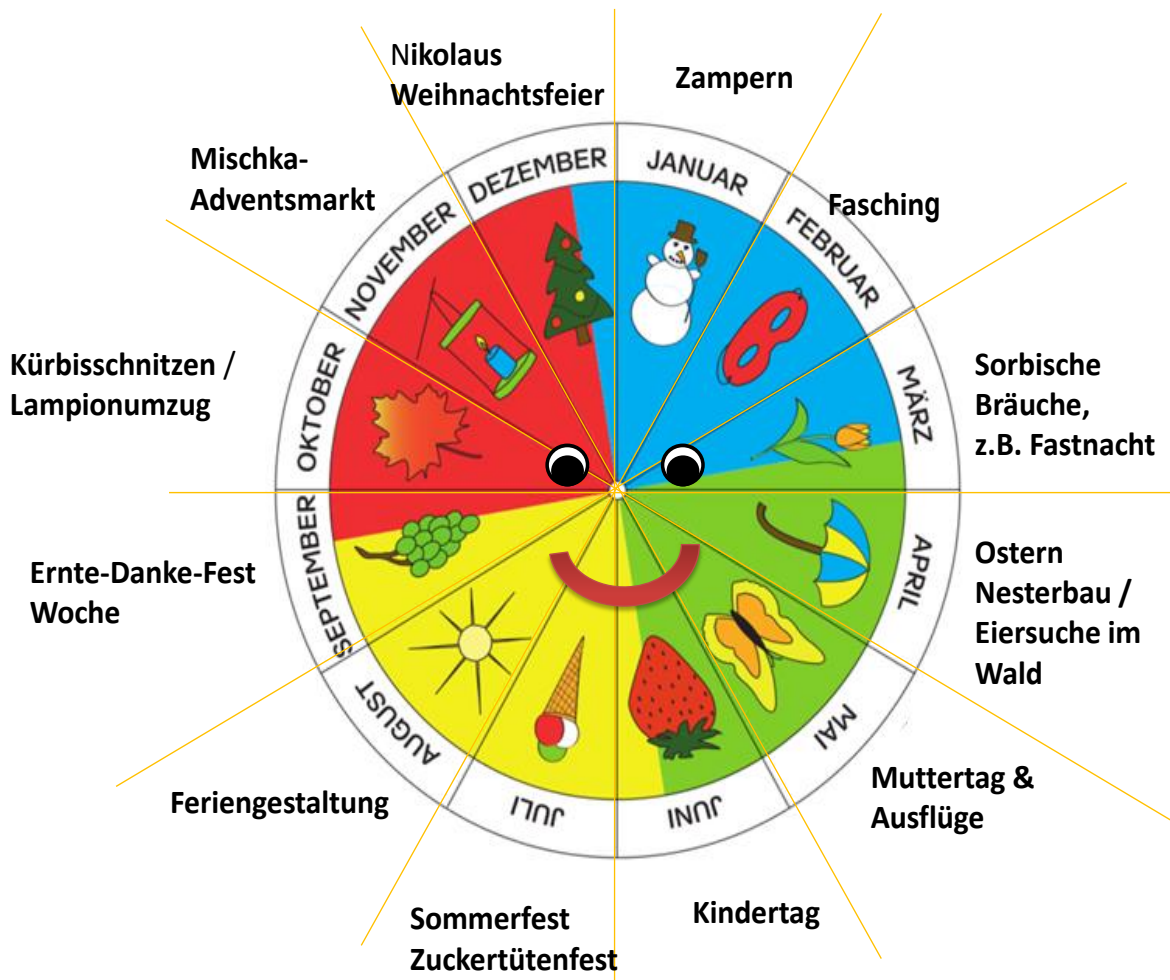 Nikolaus
Weihnachtsfeier
Zampern
Mischka-
Adventsmarkt
Fasching
Kürbisschnitzen /
Lampionumzug
Sorbische
Bräuche,
z.B. Fastnacht
Ernte-Danke-Fest
Woche
Ostern
Nesterbau /
Eiersuche im
Wald
Feriengestaltung
Muttertag &
Ausflüge
Sommerfest
Zuckertütenfest
Kindertag
JANUAR
FEBRUAR
MÄRZ
APRIL
MAI
JUNI
JULI
AUGUST
SEPTEMBER
OKTOBER
NOVEMBER
DEZEMBER